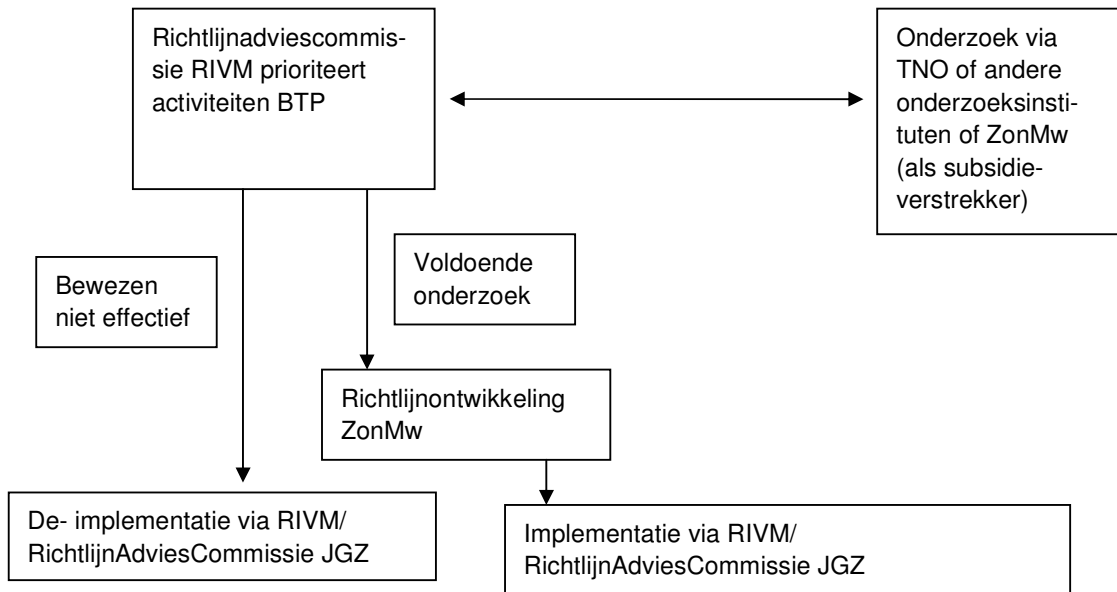 Richtlijnadviescommis-
sie RIVM prioriteert
activiteiten BTP
Onderzoek via
TNO of andere
onderzoeksinsti-
tuten of ZonMw
(als subsidie-
verstrekker)
Bewezen
niet effectief
Voldoende
onderzoek
Richtlijnontwikkeling
ZonMw
De- implementatie via RIVM/
RichtlijnAdviesCommissie JGZ
Implementatie via RIVM/
RichtlijnAdviesCommissie JGZ